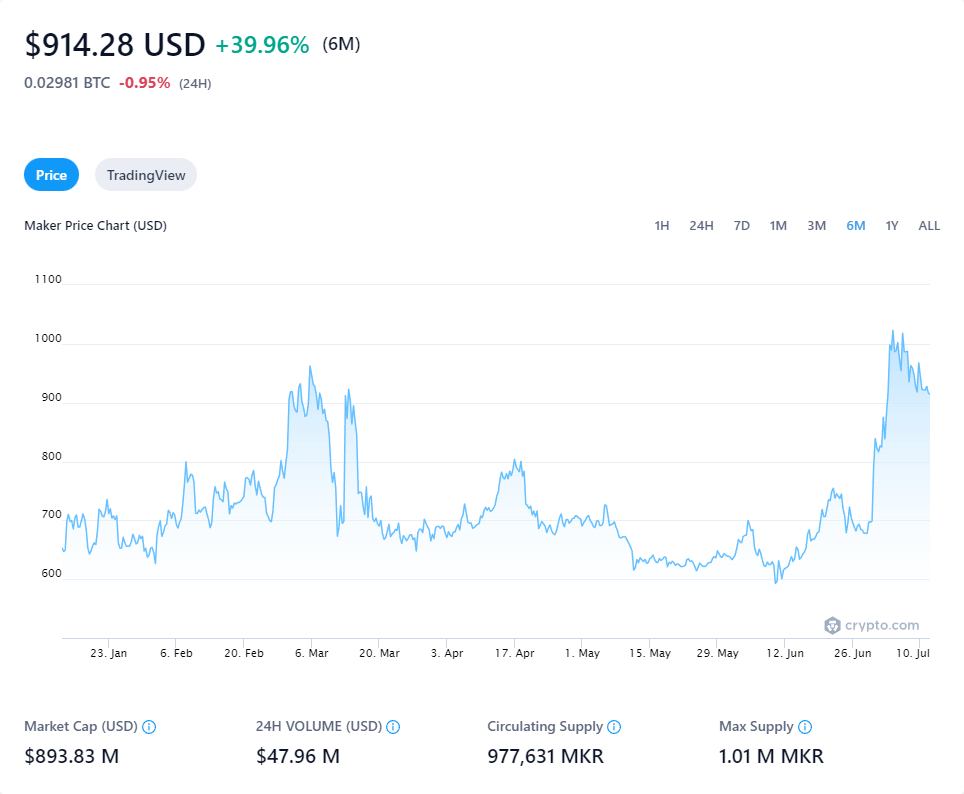 $914.28 USD +39.96% (6M)
0.02981 BTC -0.95% (24H)
Price TradingView
Maker Price Chart (USD) 1H 24H 7D 1M 3M 6M 1Y ALL
1100
1000
900
800
700
600
crypto.com
23. Jan 6. Feb 20. Feb 6. Mar 20. Mar 3. Apr 17. Apr 1. May 15. May 29. May 12. Jun 26. Jun 10. Jul
Market Cap (USD) 24H VOLUME (USD) Circulating Supply Max Supply
$893.83 M $47.96 M 977,631 MKR 1.01 M MKR